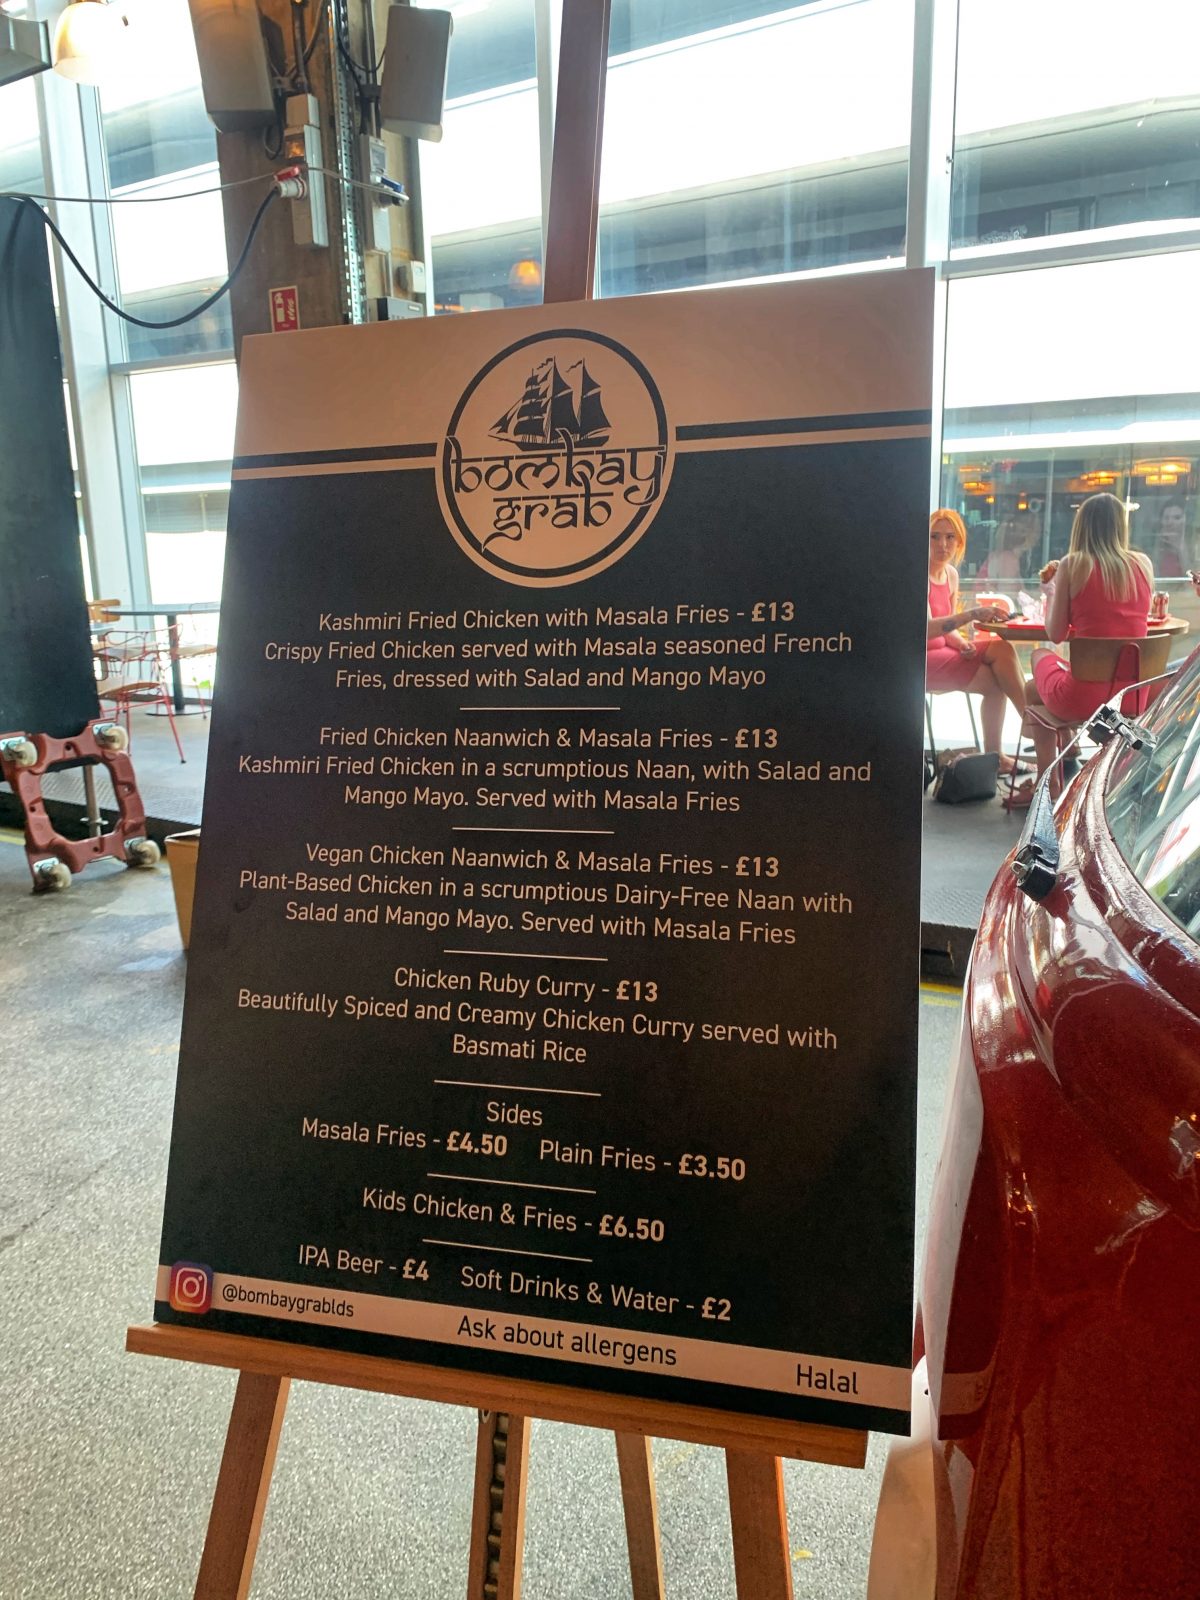 bombay
grab
Kashmiri Fried Chicken with Masala Fries - £13
Crispy Fried Chicken served with Masala seasoned French
Fries, dressed with Salad and Mango Mayo
Fried Chicken Naanwich & Masala Fries - £13
Kashmiri Fried Chicken in a scrumptious Naan, with Salad and
Mango Mayo. Served with Masala Fries
Vegan Chicken Naanwich & Masala Fries - £13
Plant-Based Chicken in a scrumptious Dairy-Free Naan with
Salad and Mango Mayo. Served with Masala Fries
Chicken Ruby Curry - £13
Beautifully Spiced and Creamy Chicken Curry served with
Basmati Rice
Sides
Masala Fries - £4.50 Plain Fries - £3.50
Kids Chicken & Fries - £6.50
IPA Beer - £4 Soft Drinks & Water - £2
@bombaygrablds
Ask about allergens
Halal